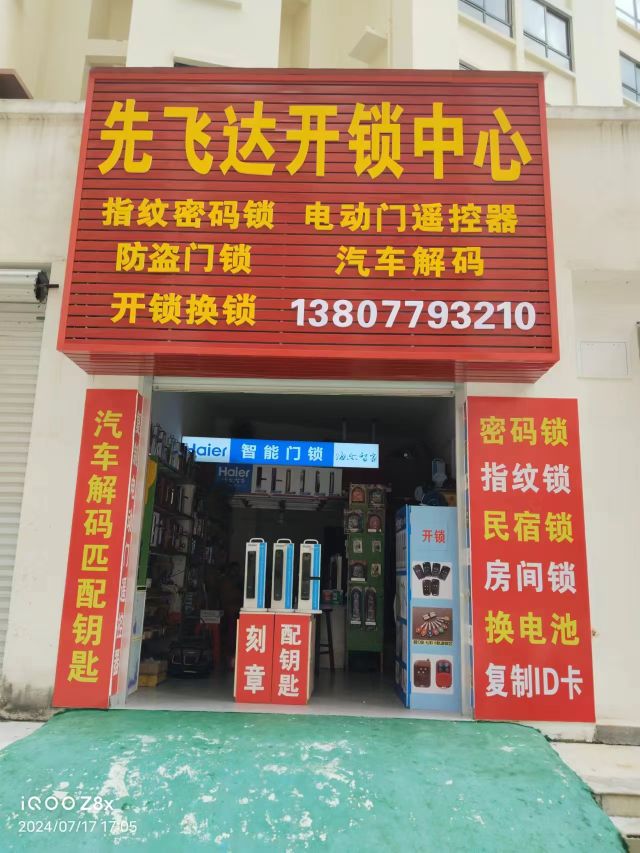 先飞达开锁中心
指纹密码锁 电动门遥控器
防盗门锁 汽车解码
开锁换锁 13807793210
Haier 智能门锁 海尔智家
Haier
汽车解码匹配钥匙
开锁
刻章
配钥匙
密码锁
指纹锁
民宿锁
房间锁
换电池
复制ID卡
iQOO Z8x
2024/07/17 17:05